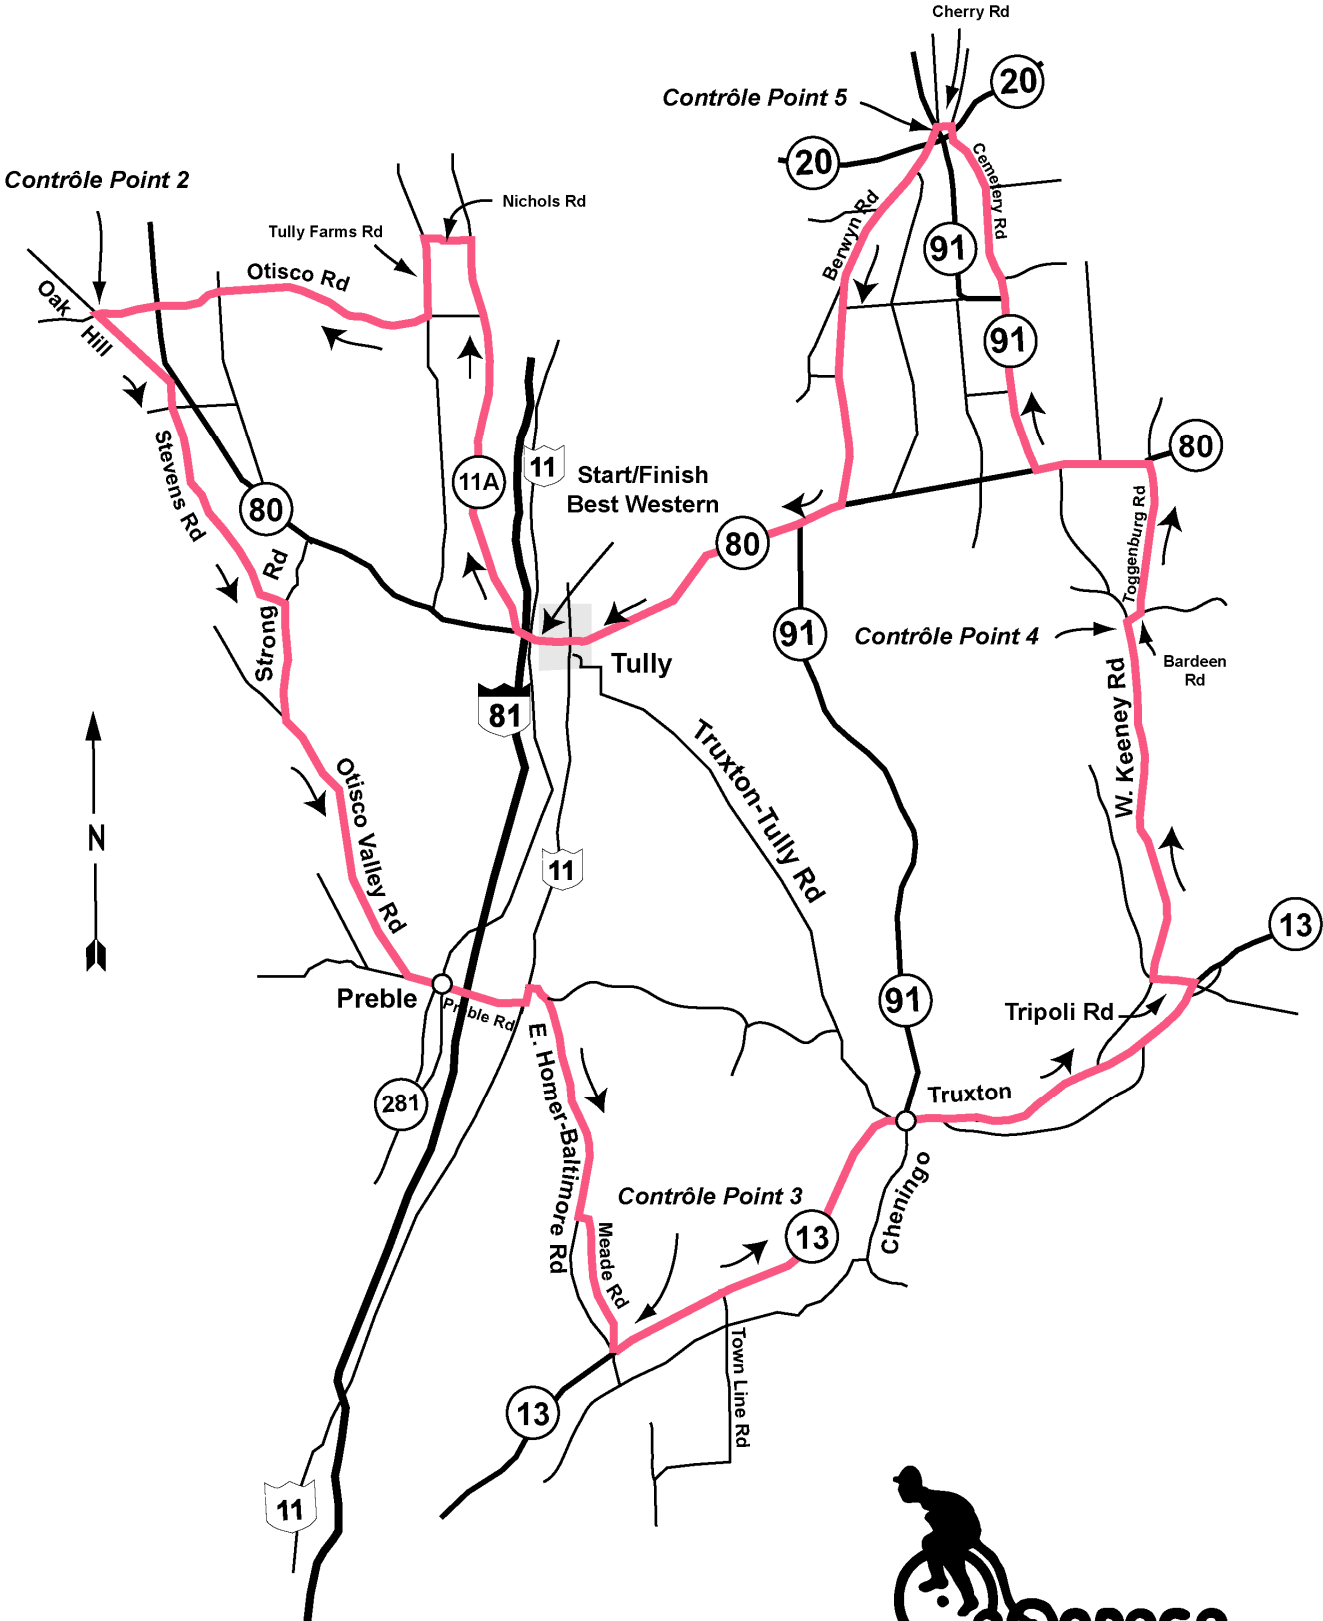 Cherry Rd
20
Contrôle Point 5
20
Cemetery Rd
Contrôle Point 2
Nichols Rd
Tully Farms Rd
Berwyn Rd
91
Otisco Rd
Oak
Hill
91
80
11
Start/Finish
Best Western
11A
Stevens Rd
80
80
Toggenburg Rd
Strong
Rd
91
Contrôle Point 4
Tully
Bardeen
Rd
81
W. Keeney Rd
Truxton-Tully Rd
N
Otisco Valley Rd
11
13
Preble
Preble Rd
91
Tripoli Rd
E. Homer-Baltimore Rd
281
Truxton
Contrôle Point 3
Cheningo
Meade Rd
13
Town Line Rd
13
11